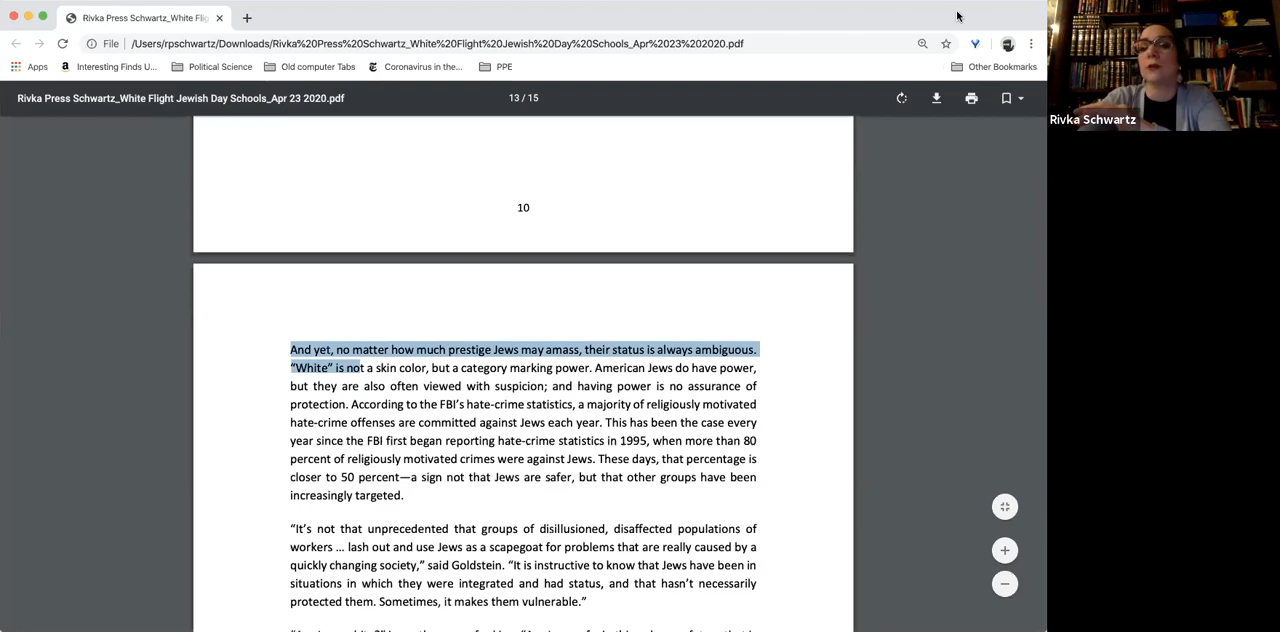 Rivka Press Schwartz_White Flig
File
/Users/rpschwartz/Downloads/Rivka%20Press%20Schwartz_White%20Flight%20Jewish%20Day%20Schools_Apr%2023%202020.pdf
Apps
Interesting Finds U...
Political Science
Old computer Tabs
Coronavirus in the...
PPE
Other Bookmarks
Rivka Press Schwartz_White Flight Jewish Day Schools_Apr 23 2020.pdf
13 / 15
Rivka Schwartz
10
And yet, no matter how much prestige Jews may amass, their status is always ambiguous.
“White” is not a skin color, but a category marking power. American Jews do have power,
but they are also often viewed with suspicion; and having power is no assurance of
protection. According to the FBI’s hate-crime statistics, a majority of religiously motivated
hate-crime offenses are committed against Jews each year. This has been the case every
year since the FBI first began reporting hate-crime statistics in 1995, when more than 80
percent of religiously motivated crimes were against Jews. These days, that percentage is
closer to 50 percent—a sign not that Jews are safer, but that other groups have been
increasingly targeted.
“It’s not that unprecedented that groups of disillusioned, disaffected populations of
workers … lash out and use Jews as a scapegoat for problems that are really caused by a
quickly changing society,” said Goldstein. “It is instructive to know that Jews have been in
situations in which they were integrated and had status, and that hasn’t necessarily
protected them. Sometimes, it makes them vulnerable.”